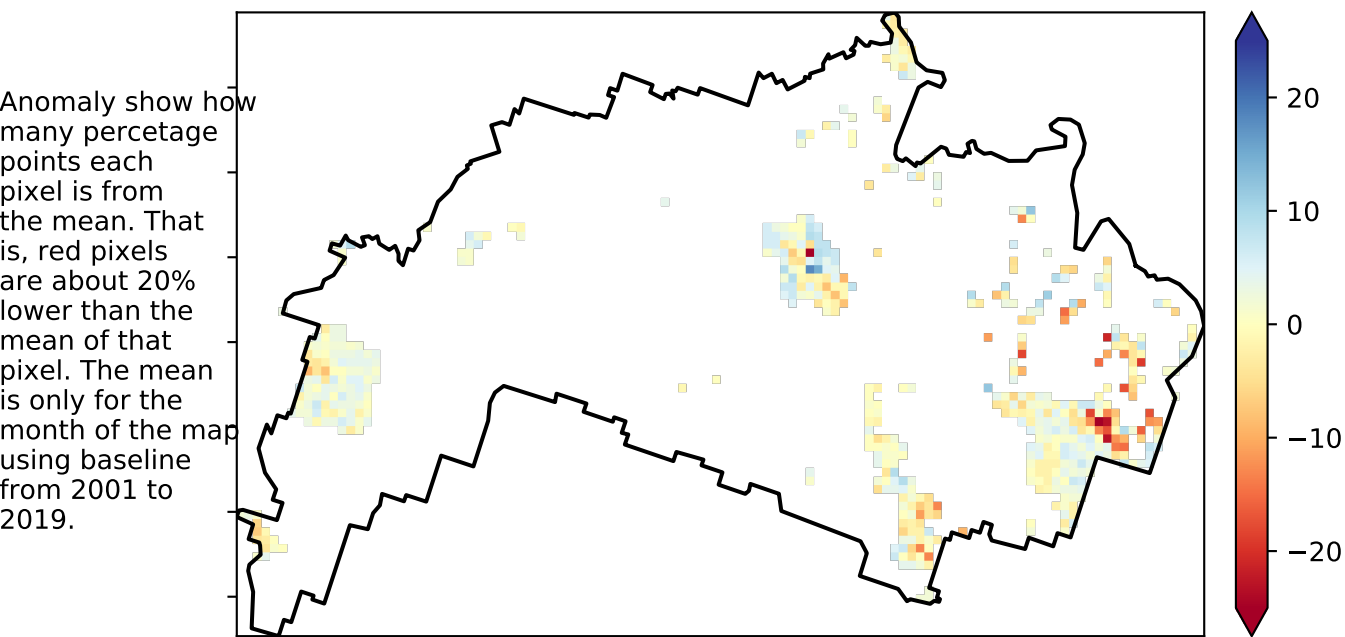 Anomaly show how
many percetage
points each
pixel is from
the mean. That
is, red pixels
are about 20%
lower than the
mean of that
pixel. The mean
is only for the
month of the map
using baseline
from 2001 to
2019.
20
10
0
−10
−20